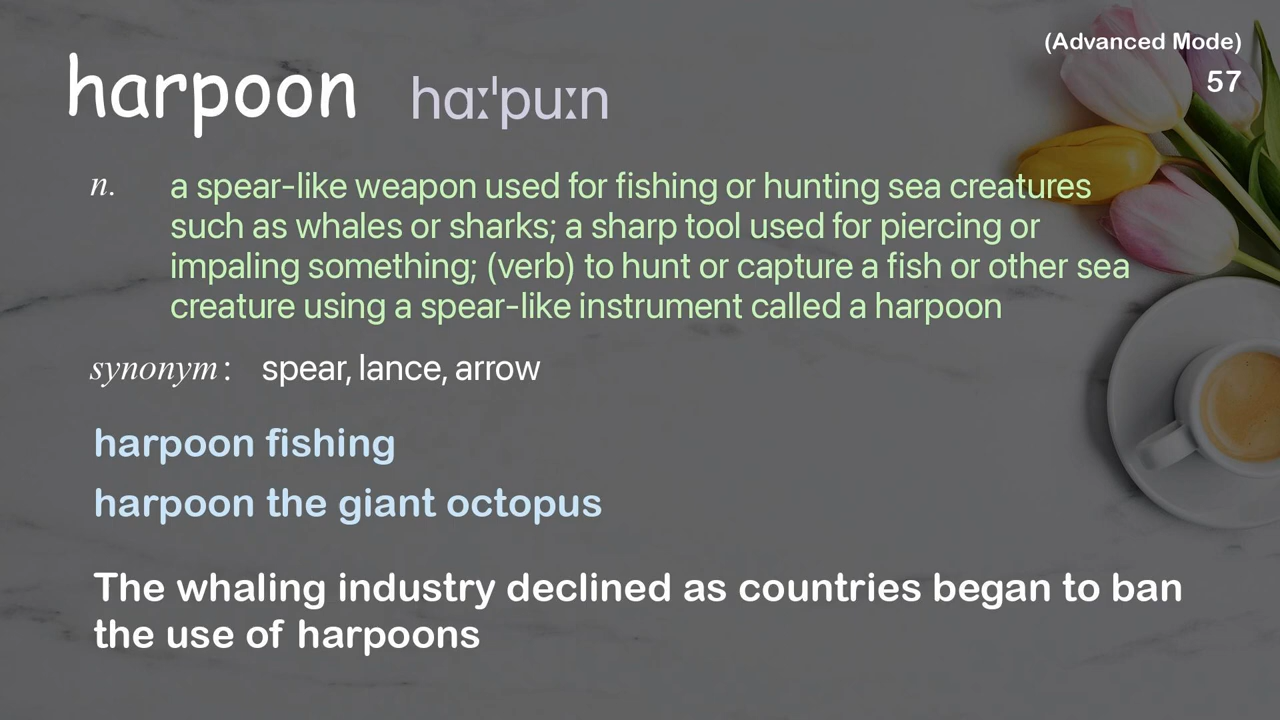 (Advanced Mode)
57
harpoon hɑːˈpuːn
n. a spear-like weapon used for fishing or hunting sea creatures
such as whales or sharks; a sharp tool used for piercing or
impaling something; (verb) to hunt or capture a fish or other sea
creature using a spear-like instrument called a harpoon
synonym: spear, lance, arrow
harpoon fishing
harpoon the giant octopus
The whaling industry declined as countries began to ban
the use of harpoons